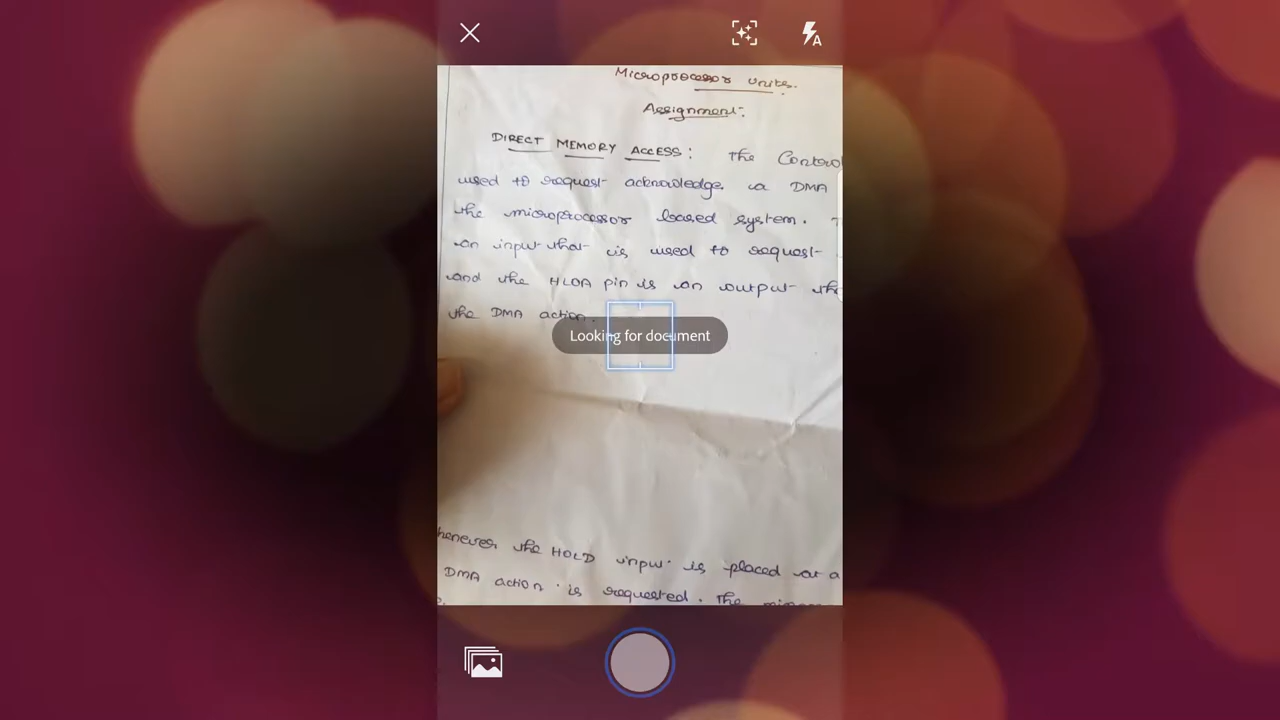 Microprocessor units.
Assignment:
DIRECT MEMORY ACCESS: The Control
used to request acknowledge a DMA
the microprocessor based system.
an input that is used to request
and the HLDA pin is an output
the DMA action.
Looking for document
henever the HOLD input is placed at a
DMA action is requested. The